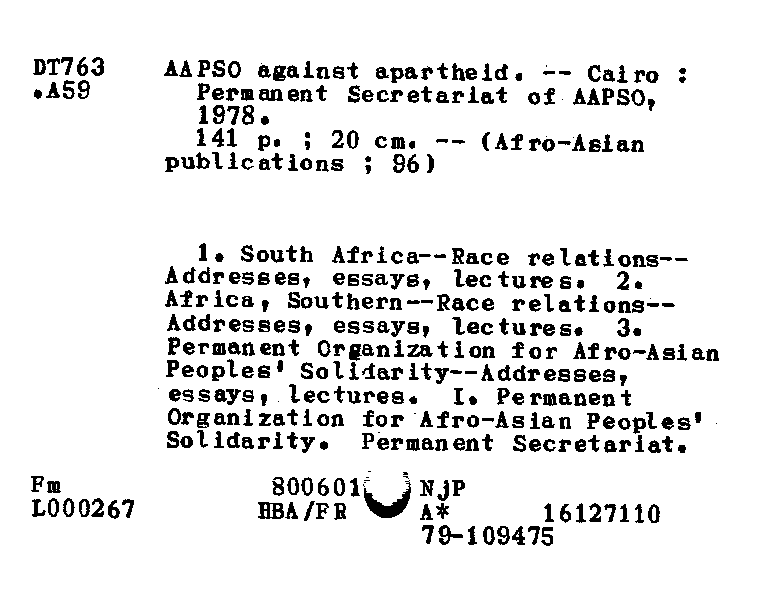 DT763 AAPSO against apartheid. -- Cairo :
.A59 Permanent Secretariat of AAPSO,
1978.
141 p. ; 20 cm. -- (Afro-Asian
publications ; 96)
1. South Africa--Race relations--
Addresses, essays, lectures. 2.
Africa, Southern--Race relations--
Addresses, essays, lectures. 3.
Permanent Organization for Afro-Asian
Peoples' Solidarity--Addresses,
essays, lectures. I. Permanent
Organization for Afro-Asian Peoples'
Solidarity. Permanent Secretariat.
Fm 800601 NjP
L000267 HBA/FR A* 16127110
79-109475